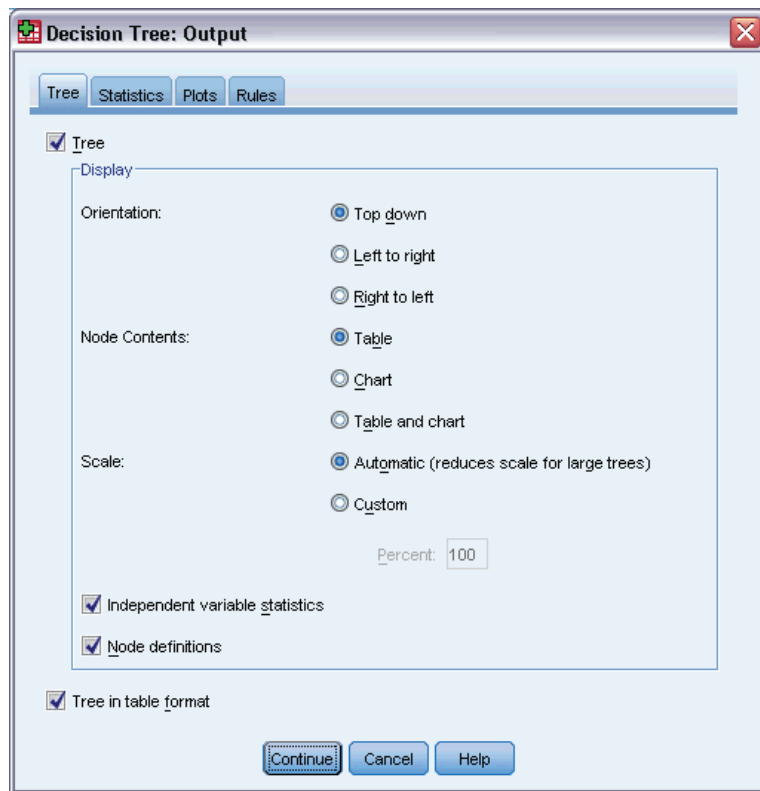 Decision Tree: Output
Tree Statistics Plots Rules
Tree
Display
Orientation:
Top down
Left to right
Right to left
Node Contents:
Table
Chart
Table and chart
Scale:
Automatic (reduces scale for large trees)
Custom
Percent: 100
Independent variable statistics
Node definitions
Tree in table format
Continue Cancel Help